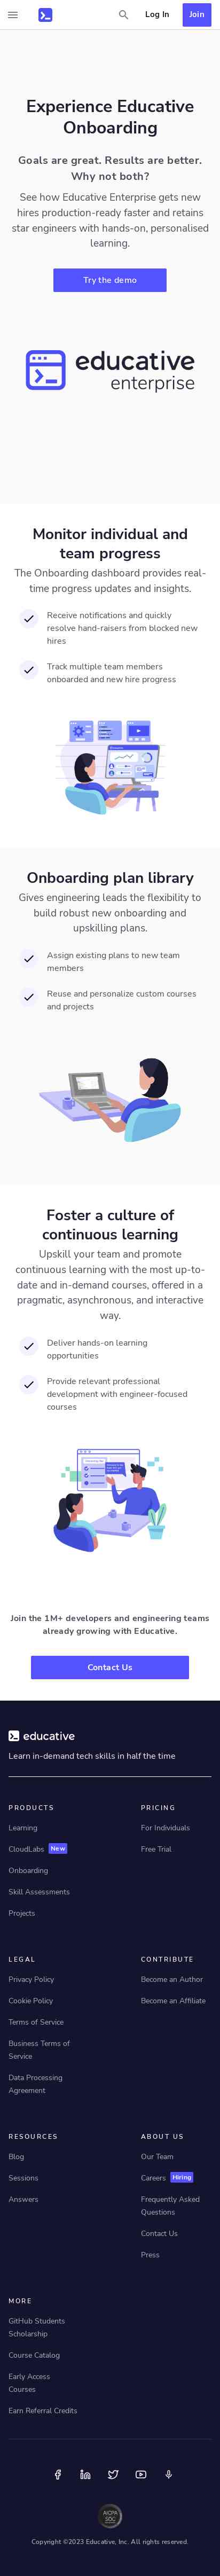 Log In
Join
Experience Educative
Onboarding
Goals are great. Results are better.
Why not both?
See how Educative Enterprise gets new
hires production-ready faster and retains
star engineers with hands-on, personalised
learning.
Try the demo
educative
enterprise
Monitor individual and
team progress
The Onboarding dashboard provides real-
time progress updates and insights.
Receive notifications and quickly
resolve hand-raisers from blocked new
hires
Track multiple team members
onboarded and new hire progress
Onboarding plan library
Gives engineering leads the flexibility to
build robust new onboarding and
upskilling plans.
Assign existing plans to new team
members
Reuse and personalize custom courses
and projects
Foster a culture of
continuous learning
Upskill your team and promote
continuous learning with the most up-to-
date and in-demand courses, offered in a
pragmatic, asynchronous, and interactive
way.
Deliver hands-on learning
opportunities
Provide relevant professional
development with engineer-focused
courses
Join the 1M+ developers and engineering teams
already growing with Educative.
Contact Us
educative
Learn in-demand tech skills in half the time
PRODUCTS
Learning
CloudLabs New
Onboarding
Skill Assessments
Projects
PRICING
For Individuals
Free Trial
LEGAL
Privacy Policy
Cookie Policy
Terms of Service
Business Terms of
Service
Data Processing
Agreement
CONTRIBUTE
Become an Author
Become an Affiliate
RESOURCES
Blog
Sessions
Answers
ABOUT US
Our Team
Careers Hiring
Frequently Asked
Questions
Contact Us
Press
MORE
GitHub Students
Scholarship
Course Catalog
Early Access
Courses
Earn Referral Credits
AICPA
SOC
Copyright ©2023 Educative, Inc. All rights reserved.